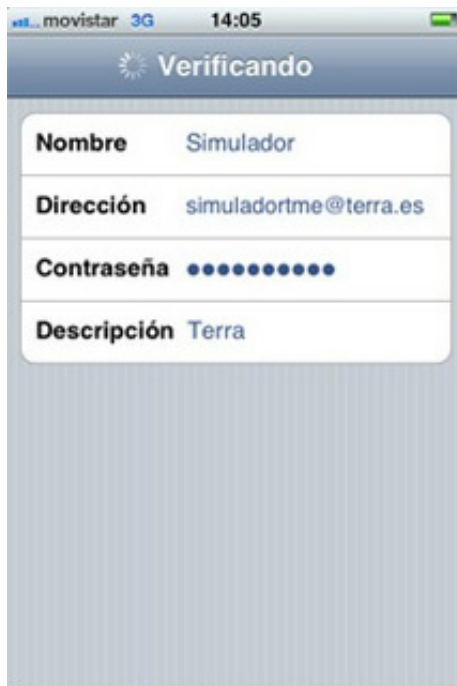 movistar 3G 14:05
Verificando
Nombre Simulador
Dirección simuladortme@terra.es
Contraseña ●●●●●●●●●●
Descripción Terra